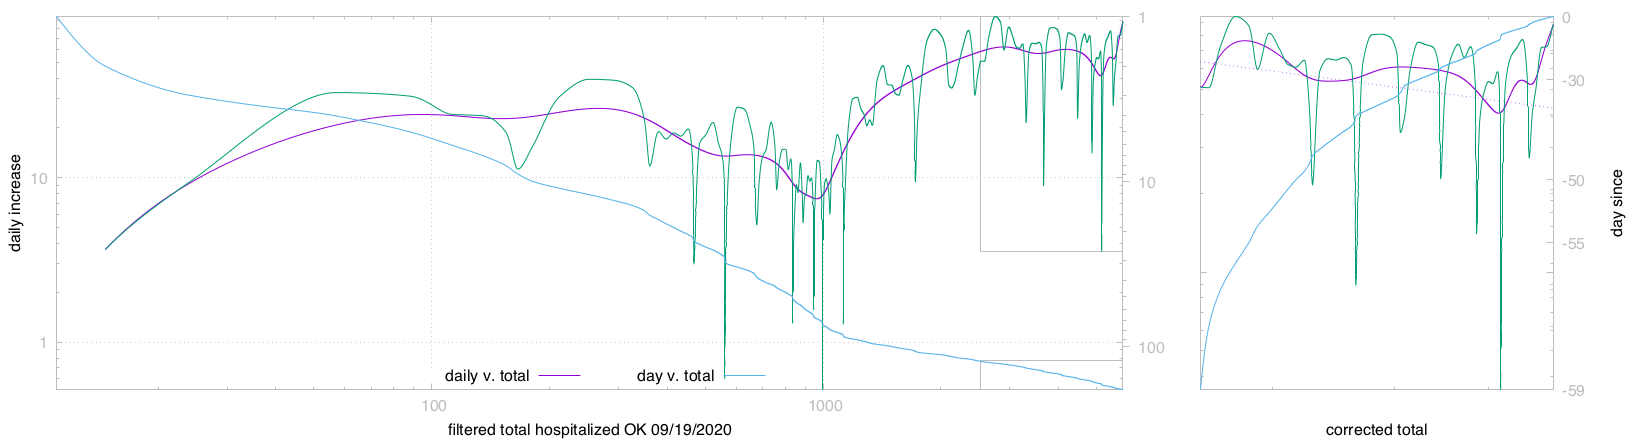 daily increase
10
1
100
1000
daily v. total
day v. total
filtered total hospitalized OK 09/19/2020
1
10
100
0
-30
-50
-55
-59
day since
corrected total